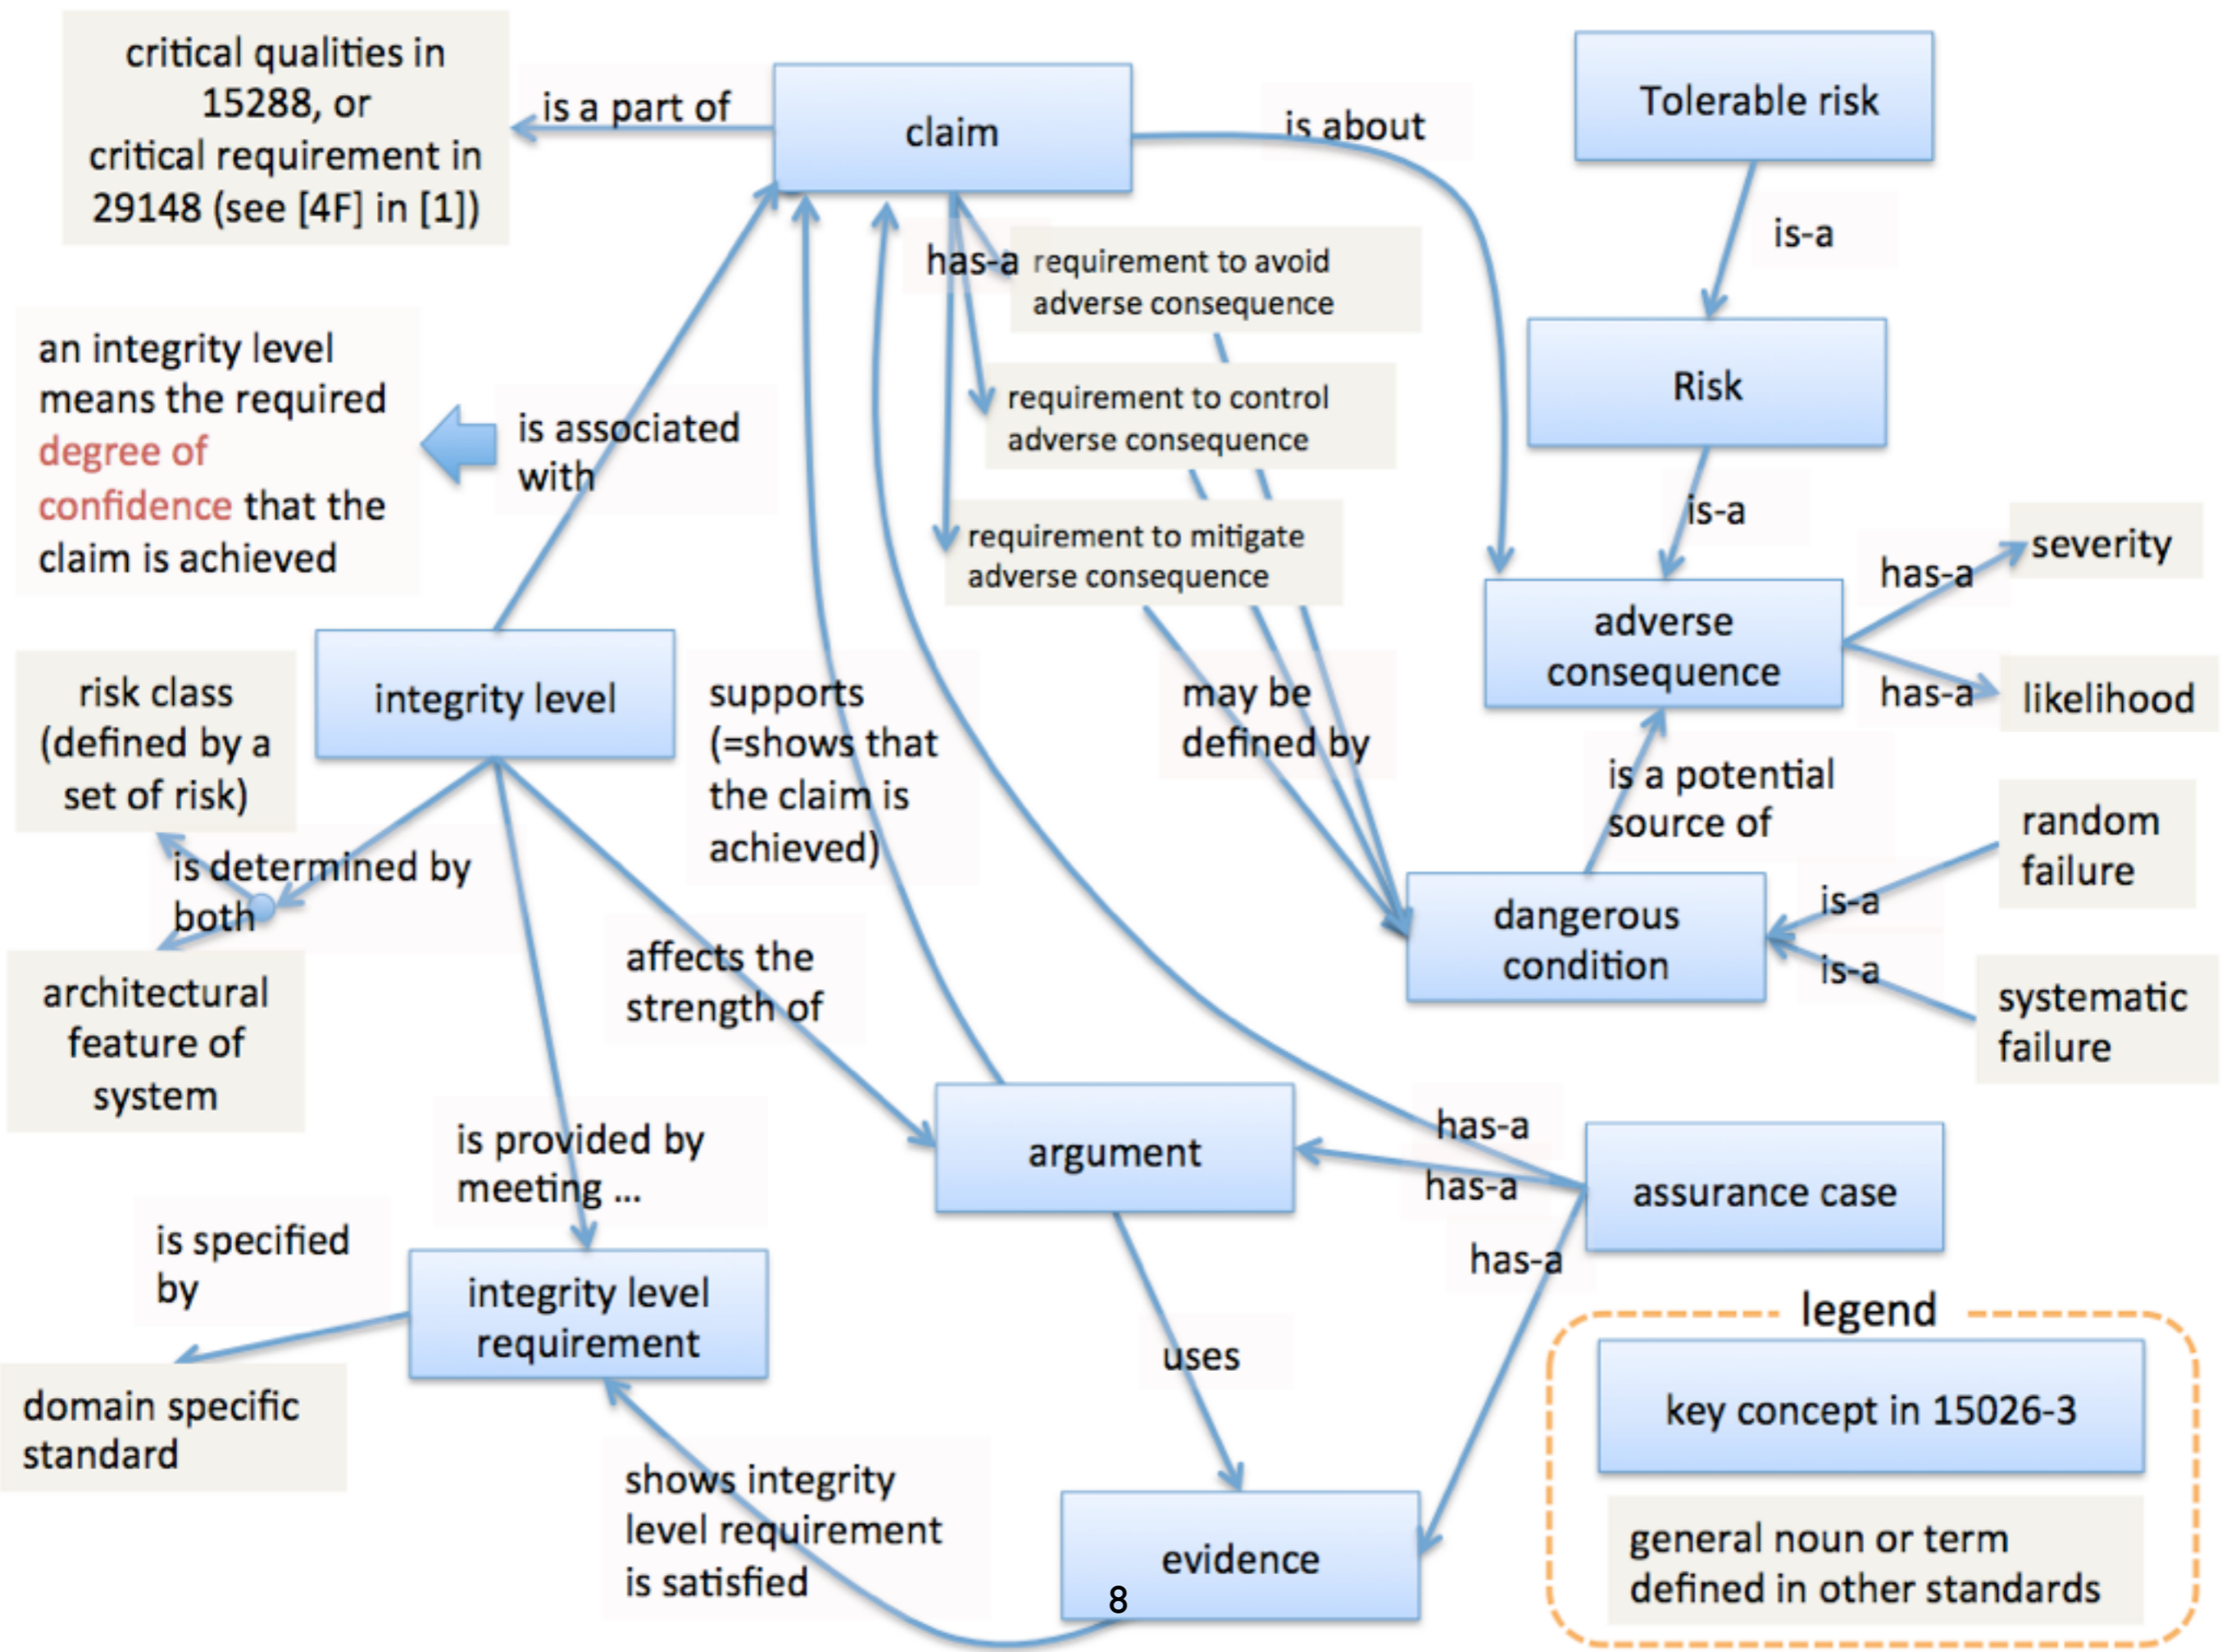 critical qualities in
15288, or
critical requirement in
29148 (see [4F] in [1])
is a part of
claim
is about
Tolerable risk
is-a
has-a
requirement to avoid
adverse consequence
an integrity level
means the required
degree of
confidence that the
claim is achieved
is associated
with
requirement to control
adverse consequence
Risk
is-a
requirement to mitigate
adverse consequence
adverse
consequence
has-a
severity
has-a
likelihood
integrity level
risk class
(defined by a
set of risk)
supports
(=shows that
the claim is
achieved)
may be
defined by
is a potential
source of
random
failure
is determined by
both
is-a
dangerous
condition
is-a
systematic
failure
architectural
feature of
system
affects the
strength of
is provided by
meeting ...
argument
has-a
has-a
has-a
assurance case
is specified
by
integrity level
requirement
domain specific
standard
uses
shows integrity
level requirement
is satisfied
evidence
8
legend
key concept in 15026-3
general noun or term
defined in other standards